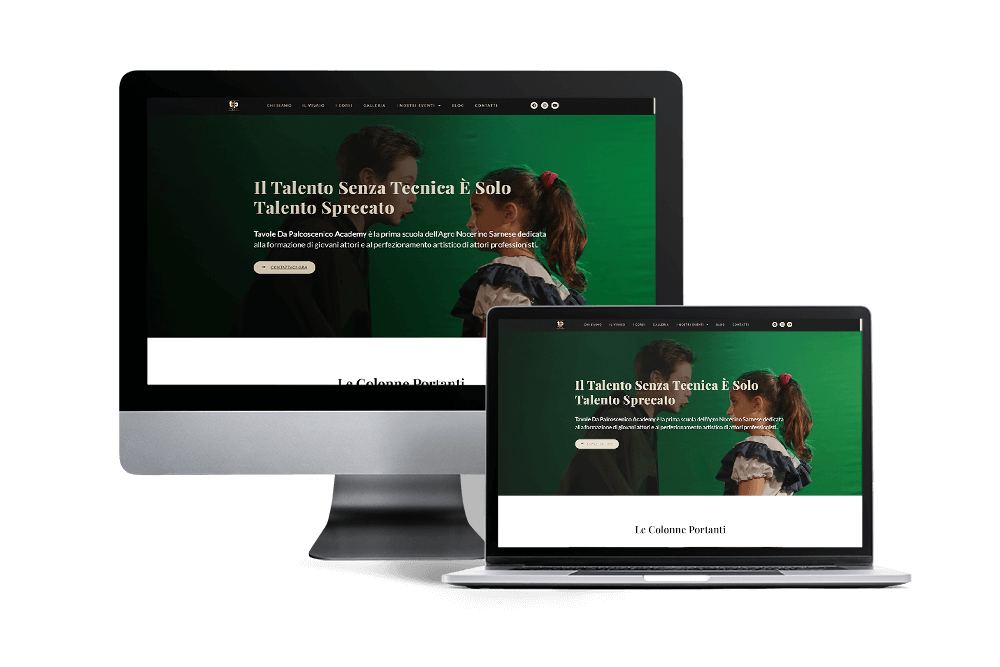 CHI SIAMO IL VIVAIO I CORSI GALLERIA I NOSTRI EVENTI BLOG CONTATTI
Il Talento Senza Tecnica È Solo
Talento Sprecato
Tavole Da Palcoscenico Academy è la prima scuola dell'Agro Nocerino Sarnese dedicata
alla formazione di giovani attori e al perfezionamento artistico di attori professionisti.
CONTATTACI ORA
Le Colonne Portanti
CHI SIAMO IL VIVAIO I CORSI GALLERIA I NOSTRI EVENTI BLOG CONTATTI
Il Talento Senza Tecnica È Solo
Talento Sprecato
Tavole Da Palcoscenico Academy è la prima scuola dell'Agro Nocerino Sarnese dedicata
alla formazione di giovani attori e al perfezionamento artistico di attori professionisti.
Le Colonne Portanti